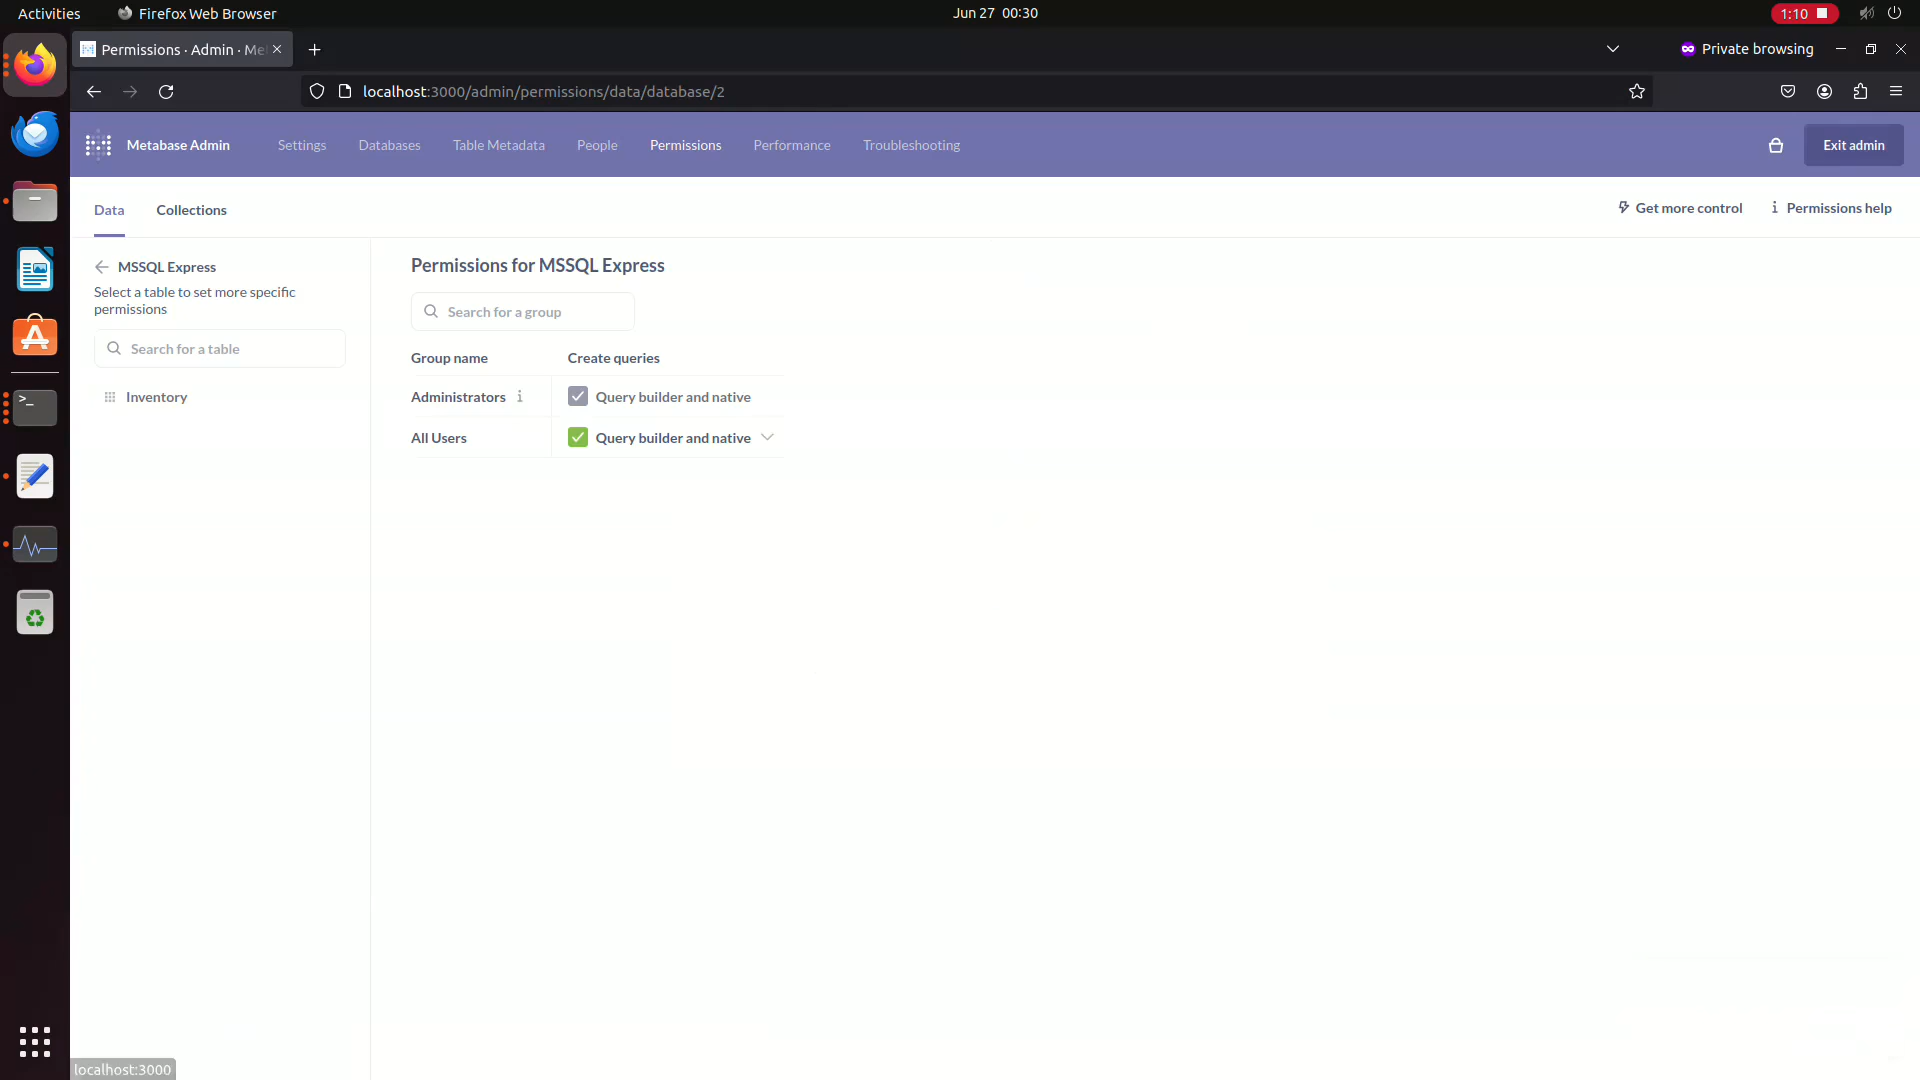 Activities
Firefox Web Browser
Jun 27 00:30
1:10
Permissions · Admin · Me
Private browsing
localhost:3000/admin/permissions/data/database/2
Metabase Admin
Settings
Databases
Table Metadata
People
Permissions
Performance
Troubleshooting
Exit admin
Data
Collections
Get more control
Permissions help
MSSQL Express
Select a table to set more specific
permissions
Search for a table
Inventory
Permissions for MSSQL Express
Search for a group
Group name
Create queries
Administrators
Query builder and native
All Users
Query builder and native
localhost:3000